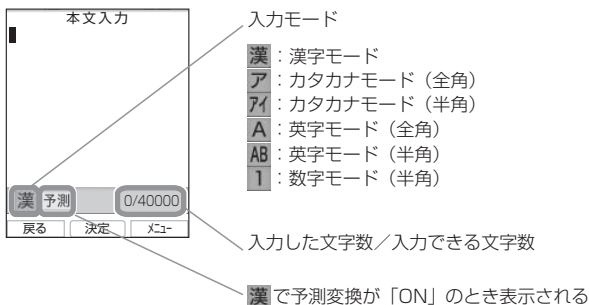 本文入力
漢 予測 0/40000
戻る 決定 ﾒﾆｭｰ
入力モード
漢：漢字モード
ア：カタカナモード（全角）
ｱｲ：カタカナモード（半角）
A：英字モード（全角）
AB：英字モード（半角）
1：数字モード（半角）
入力した文字数／入力できる文字数
漢で予測変換が「ON」のとき表示される